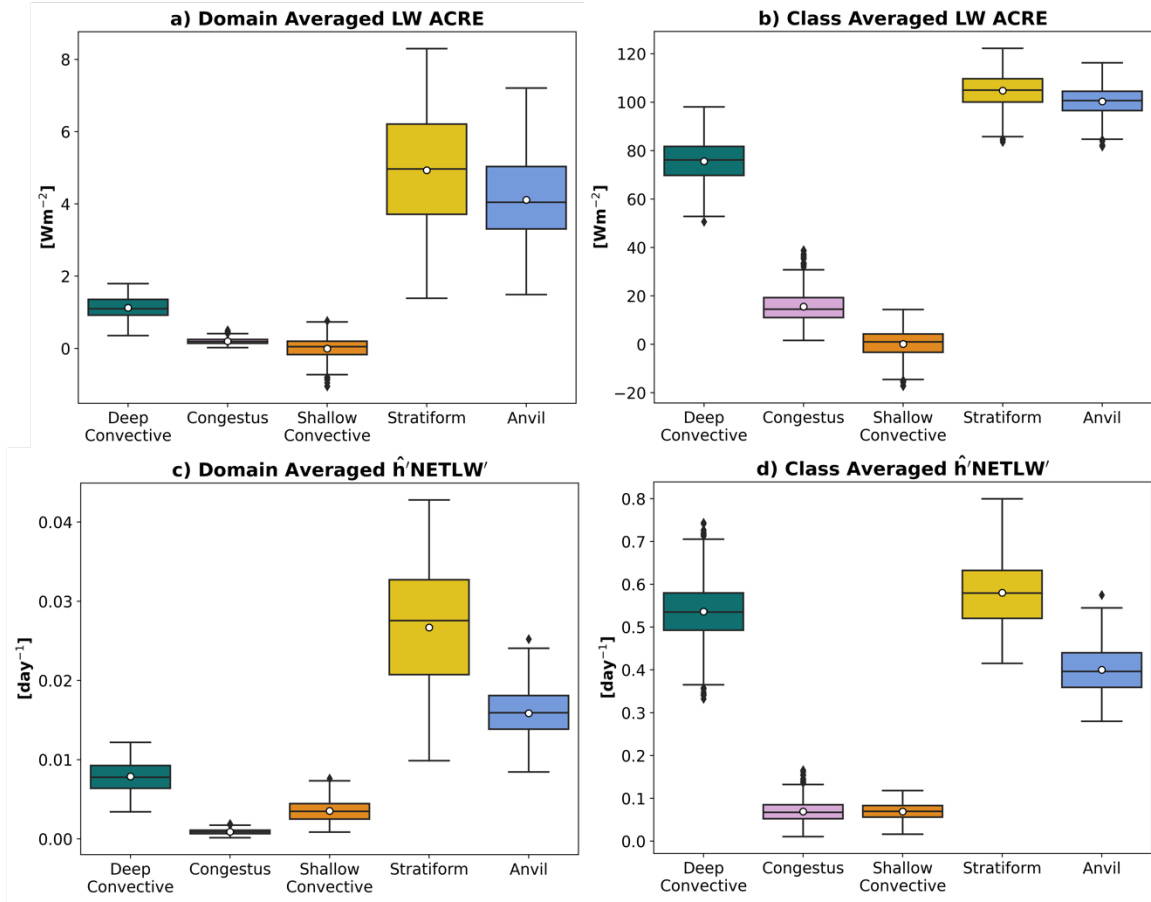 a) Domain Averaged LW ACRE
[Wm⁻²]
8
6
4
2
0
Deep
Convective
Congestus
Shallow
Convective
Stratiform
Anvil
b) Class Averaged LW ACRE
[Wm⁻²]
120
100
80
60
40
20
0
−20
Deep
Convective
Congestus
Shallow
Convective
Stratiform
Anvil
c) Domain Averaged ĥ′NETLW′
[day⁻¹]
0.04
0.03
0.02
0.01
0.00
Deep
Convective
Congestus
Shallow
Convective
Stratiform
Anvil
d) Class Averaged ĥ′NETLW′
[day⁻¹]
0.8
0.7
0.6
0.5
0.4
0.3
0.2
0.1
0.0
Deep
Convective
Congestus
Shallow
Convective
Stratiform
Anvil